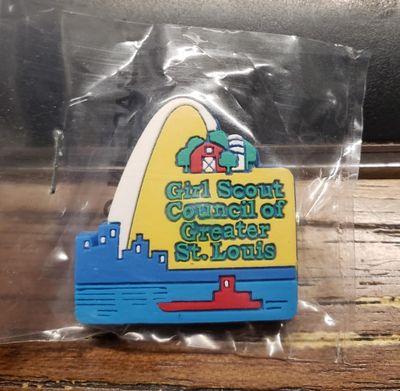 Girl Scout
Council of
Greater
St. Louis